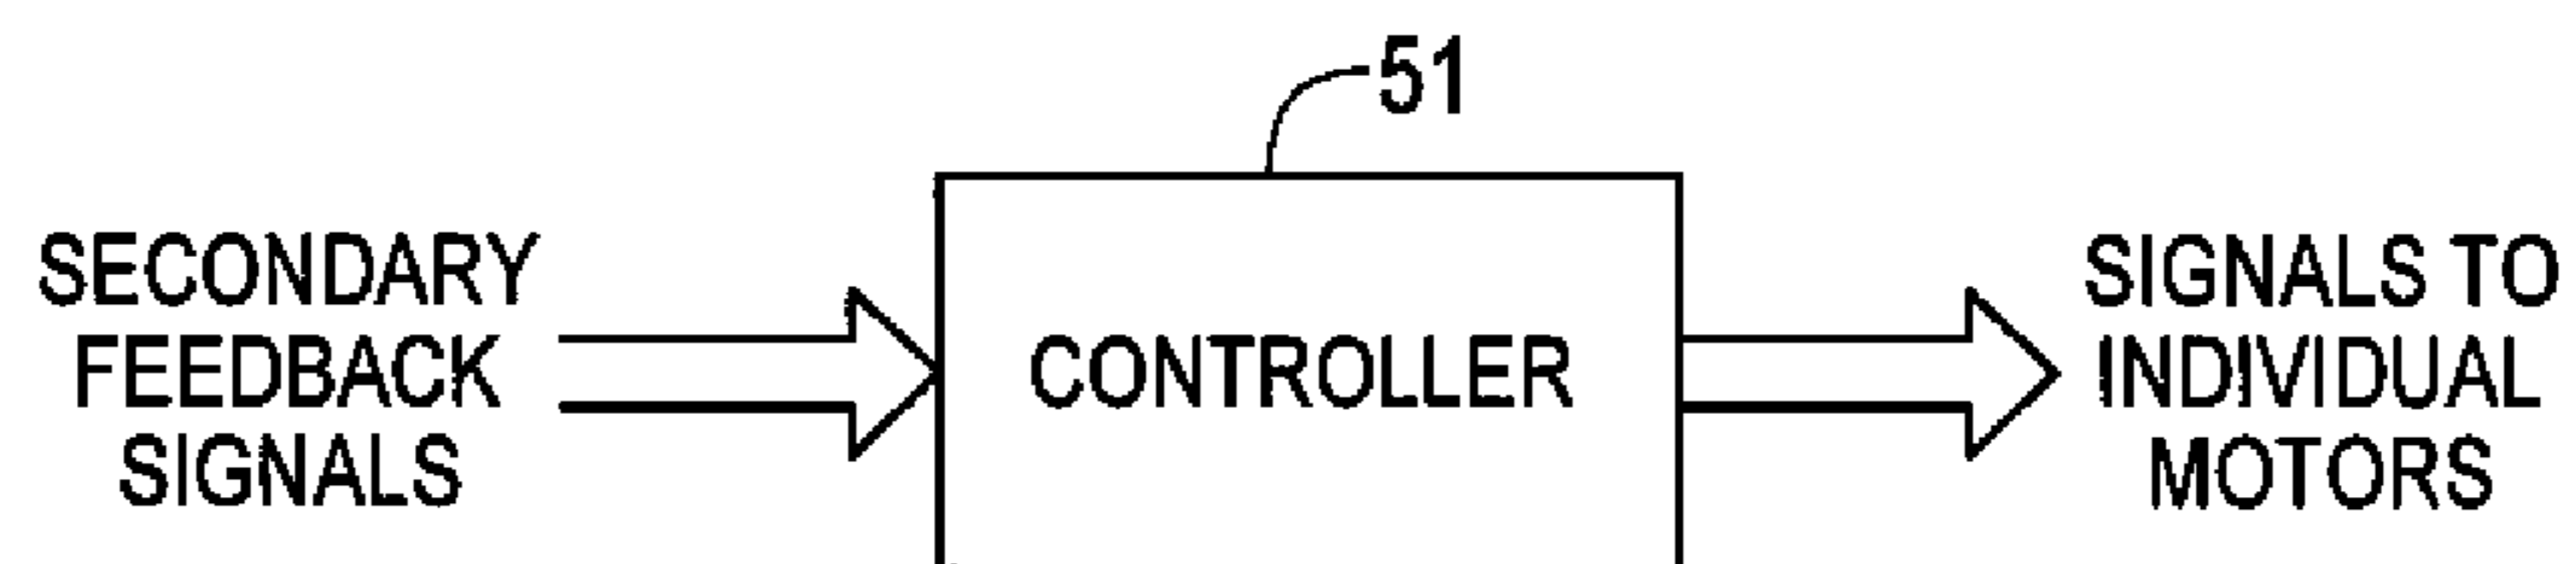 51
SECONDARY
FEEDBACK
SIGNALS
CONTROLLER
SIGNALS TO
INDIVIDUAL
MOTORS